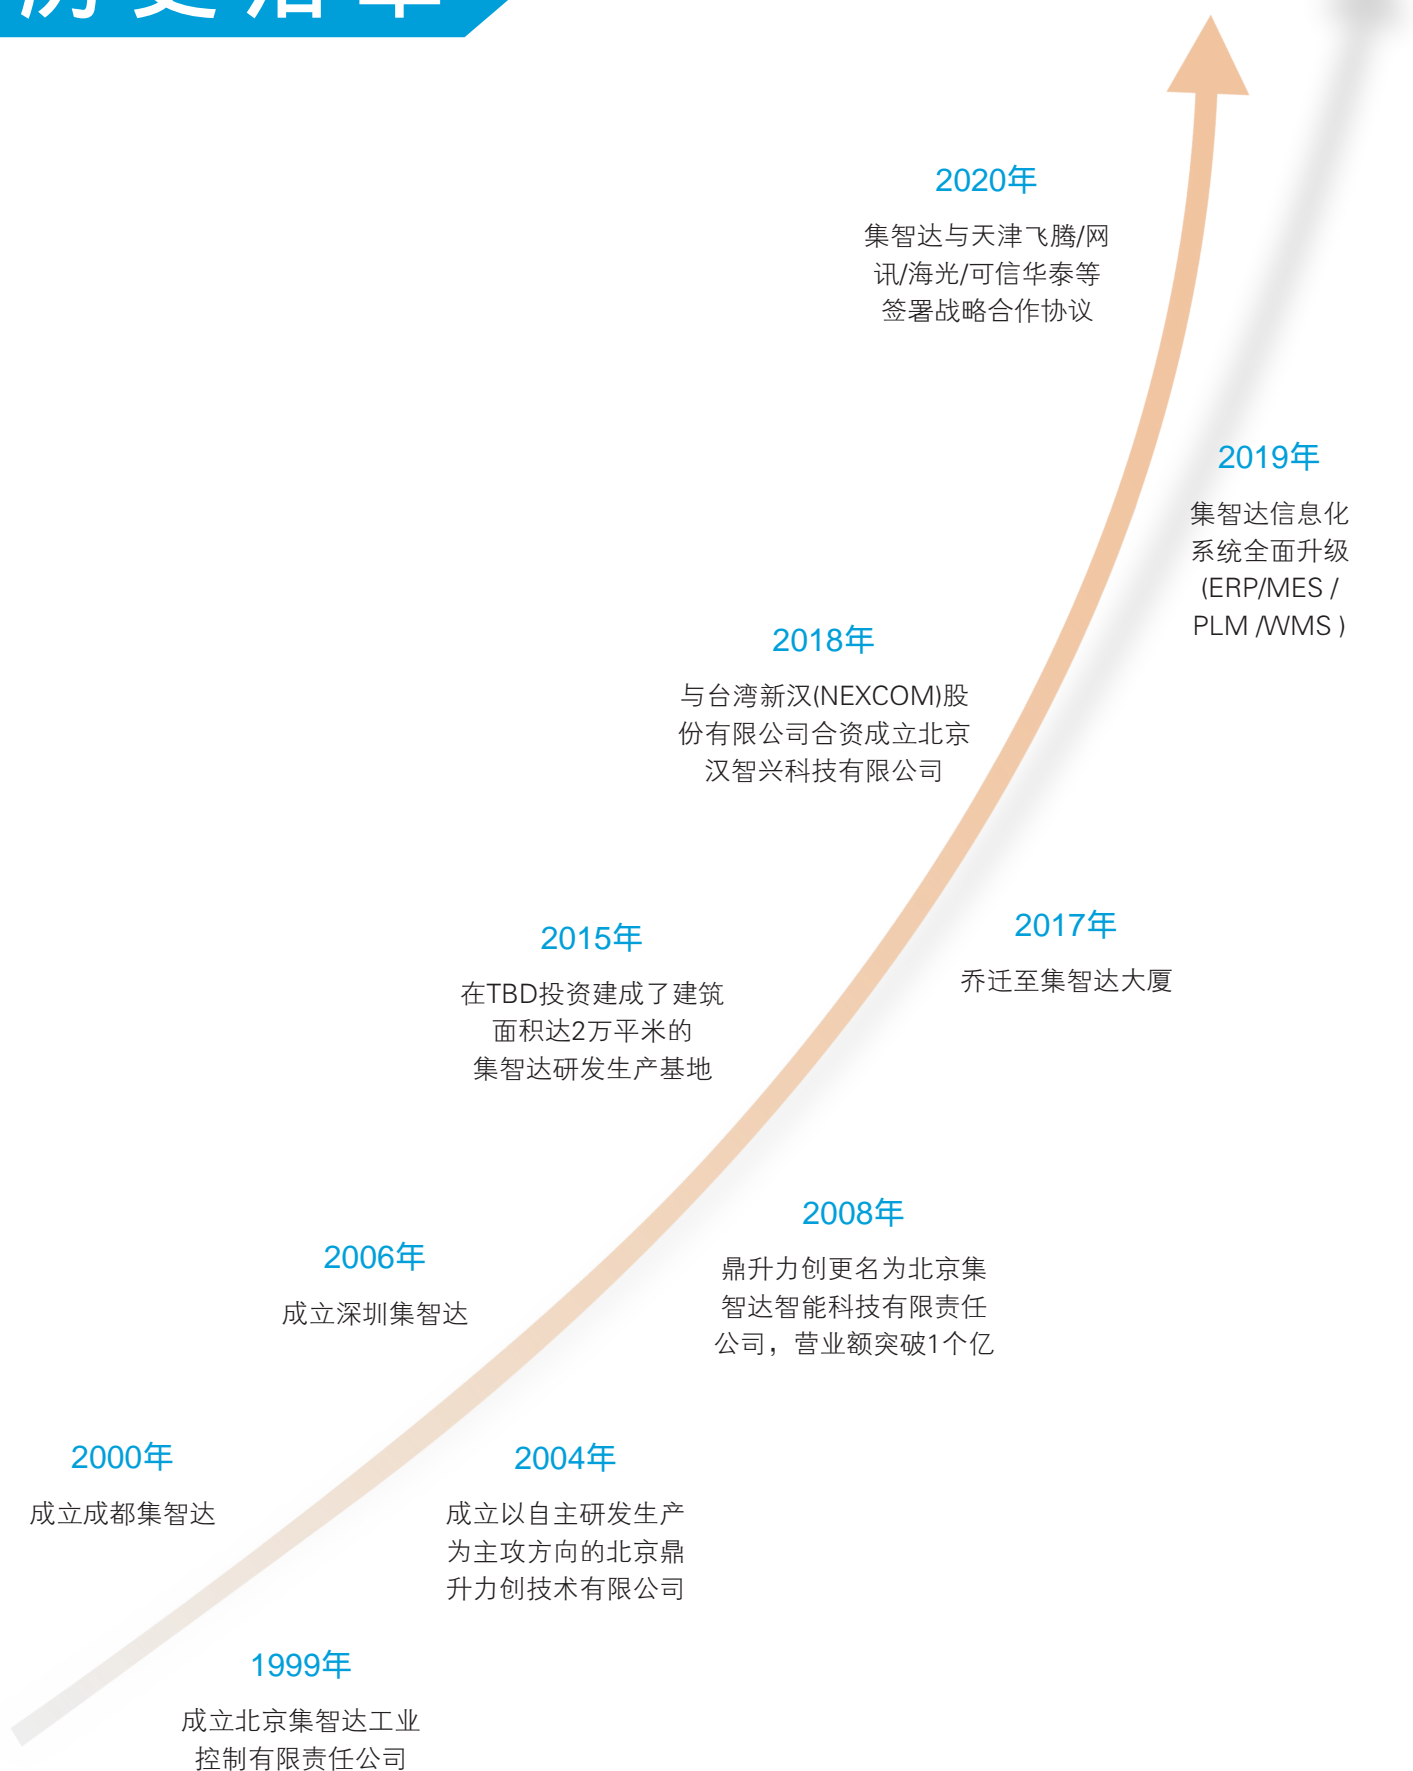 历史沿革
2020年
集智达与天津飞腾/网
讯/海光/可信华泰等
签署战略合作协议
2019年
集智达信息化
系统全面升级
(ERP/MES /
PLM /WMS )
2018年
与台湾新汉(NEXCOM)股
份有限公司合资成立北京
汉智兴科技有限公司
2017年
乔迁至集智达大厦
2015年
在TBD投资建成了建筑
面积达2万平米的
集智达研发生产基地
2008年
鼎升力创更名为北京集
智达智能科技有限责任
公司，营业额突破1个亿
2006年
成立深圳集智达
2004年
成立以自主研发生产
为主攻方向的北京鼎
升力创技术有限公司
2000年
成立成都集智达
1999年
成立北京集智达工业
控制有限责任公司